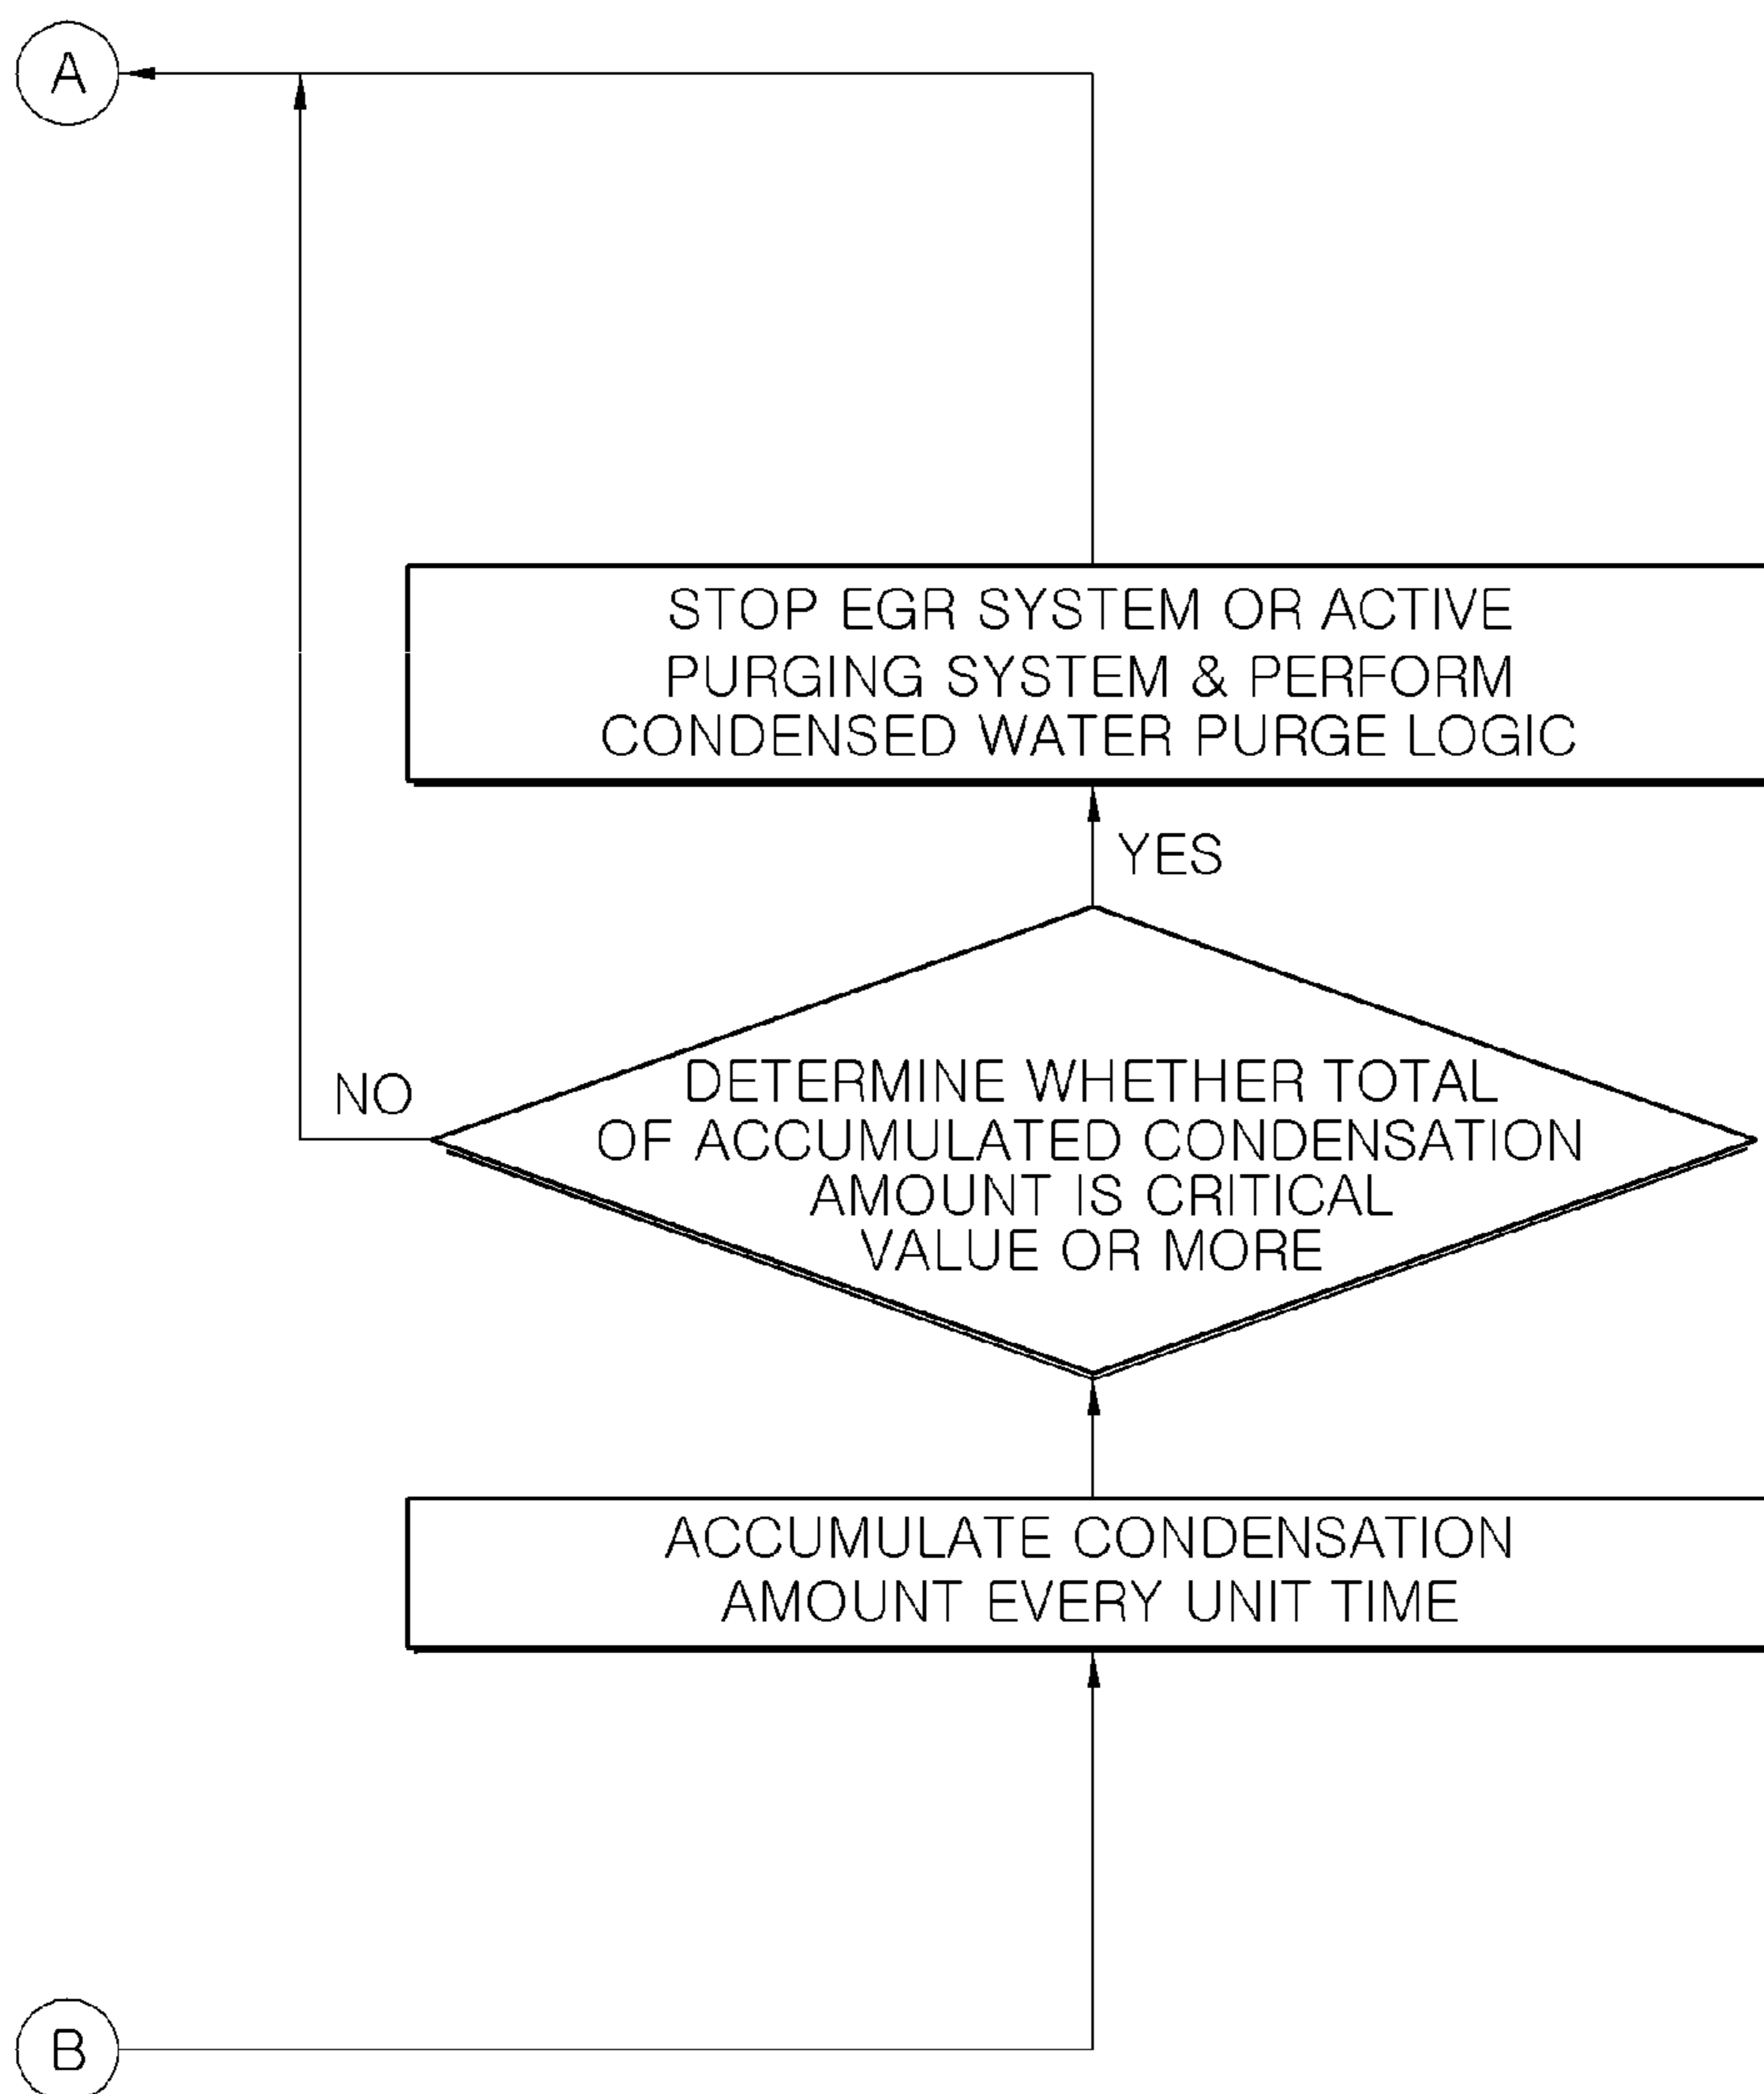 A
STOP EGR SYSTEM OR ACTIVE
PURGING SYSTEM & PERFORM
CONDENSED WATER PURGE LOGIC
YES
NO
DETERMINE WHETHER TOTAL
OF ACCUMULATED CONDENSATION
AMOUNT IS CRITICAL
VALUE OR MORE
ACCUMULATE CONDENSATION
AMOUNT EVERY UNIT TIME
B